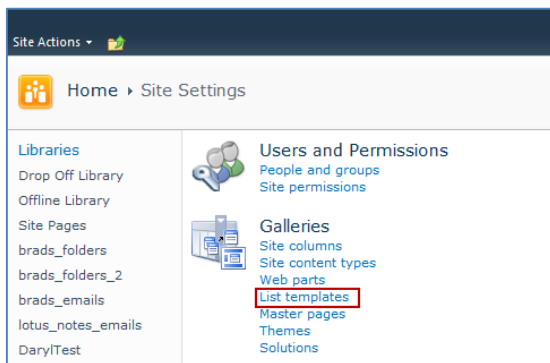 Site Actions
Home › Site Settings
Libraries
Drop Off Library
Offline Library
Site Pages
brads_folders
brads_folders_2
brads_emails
lotus_notes_emails
DarylTest
Users and Permissions
People and groups
Site permissions
Galleries
Site columns
Site content types
Web parts
List templates
Master pages
Themes
Solutions